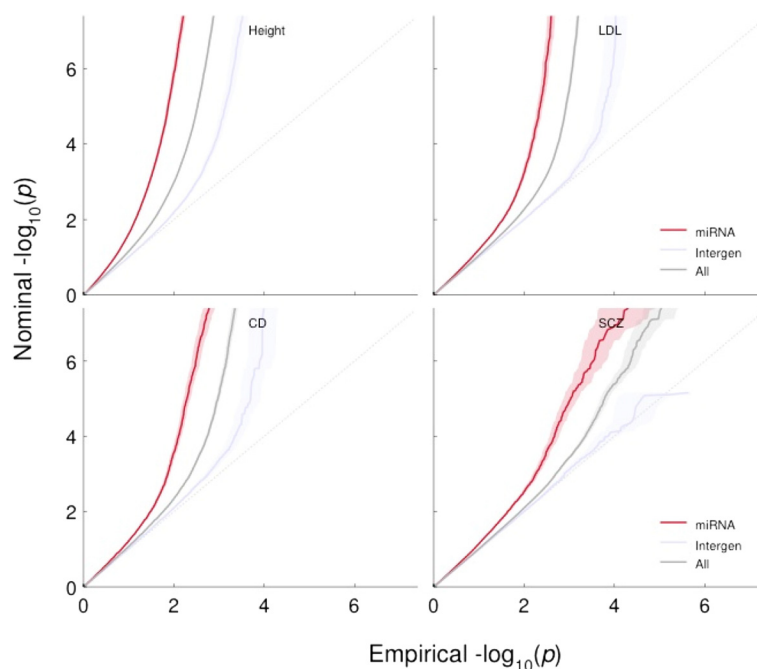 Height
LDL
6
4
2
0
miRNA
Intergen
All
Nominal -log10(p)
CD
SCZ
6
4
2
0
miRNA
Intergen
All
0
2
4
6
0
2
4
6
Empirical -log10(p)